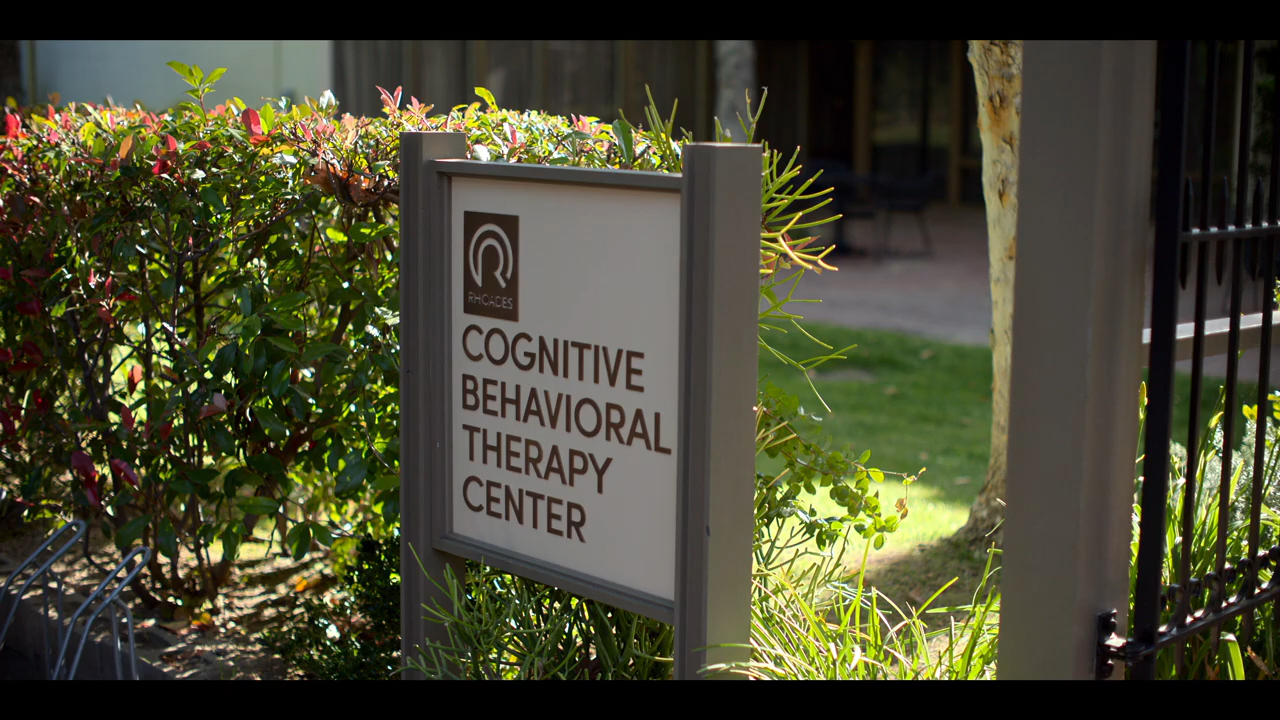 RHOADES
COGNITIVE
BEHAVIORAL
THERAPY
CENTER